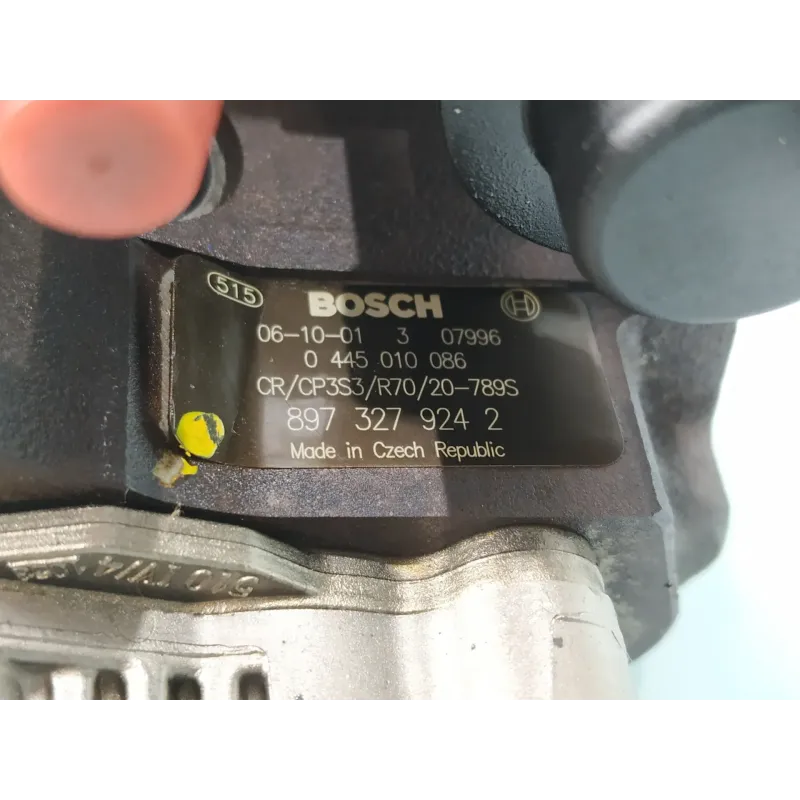 515 BOSCH
06-10-01 3 07996
0 445 010 086
CR/CP3S3/R70/20-789S
897 327 924 2
Made in Czech Republic